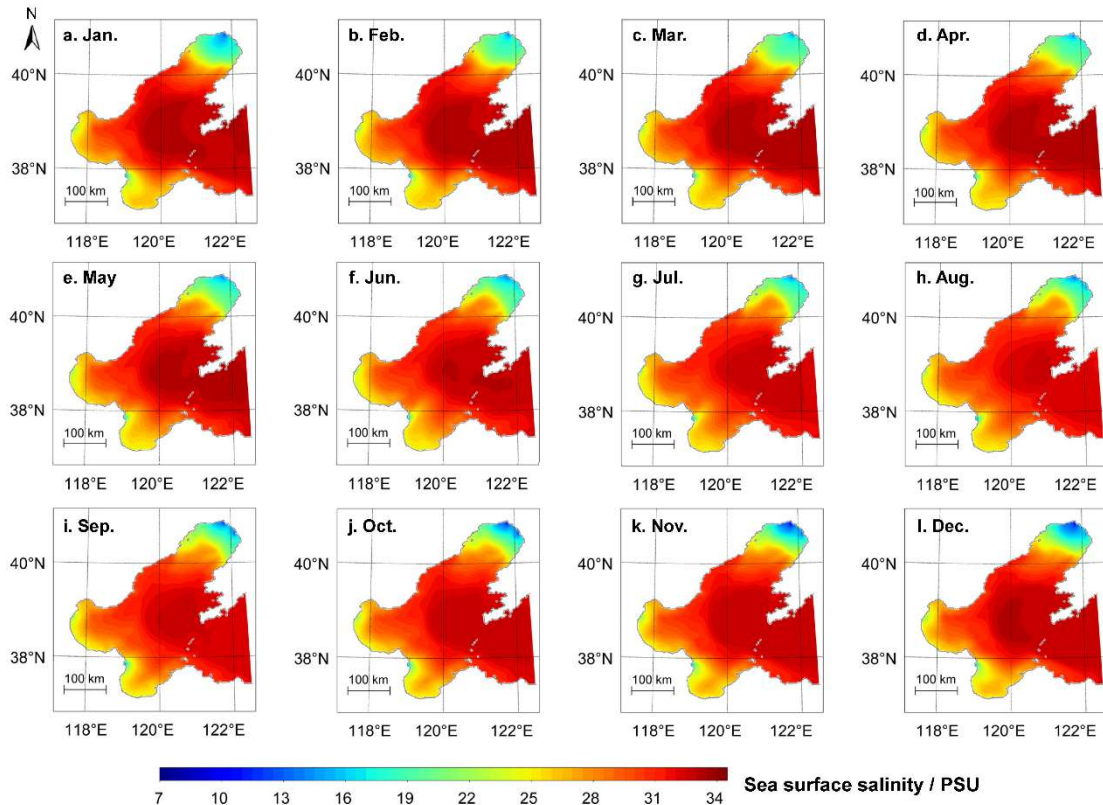 N
a. Jan.
b. Feb.
c. Mar.
d. Apr.
40°N
40°N
38°N
38°N
100 km
100 km
100 km
100 km
118°E 120°E 122°E
118°E 120°E 122°E
118°E 120°E 122°E
118°E 120°E 122°E
e. May
f. Jun.
g. Jul.
h. Aug.
40°N
40°N
40°N
40°N
38°N
38°N
38°N
38°N
100 km
100 km
100 km
100 km
118°E 120°E 122°E
118°E 120°E 122°E
118°E 120°E 122°E
118°E 120°E 122°E
i. Sep.
j. Oct.
k. Nov.
l. Dec.
40°N
40°N
40°N
40°N
38°N
38°N
38°N
38°N
100 km
100 km
100 km
100 km
118°E 120°E 122°E
118°E 120°E 122°E
118°E 120°E 122°E
118°E 120°E 122°E
7 10 13 16 19 22 25 28 31 34
Sea surface salinity / PSU